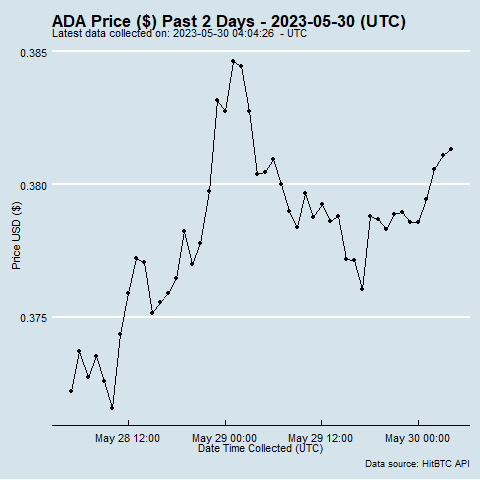 ADA Price ($) Past 2 Days - 2023-05-30 (UTC)
Latest data collected on: 2023-05-30 04:04:26  - UTC
0.385
0.380
0.375
Price USD ($)
May 28 12:00
May 29 00:00
May 29 12:00
May 30 00:00
Date Time Collected (UTC)
Data source: HitBTC API